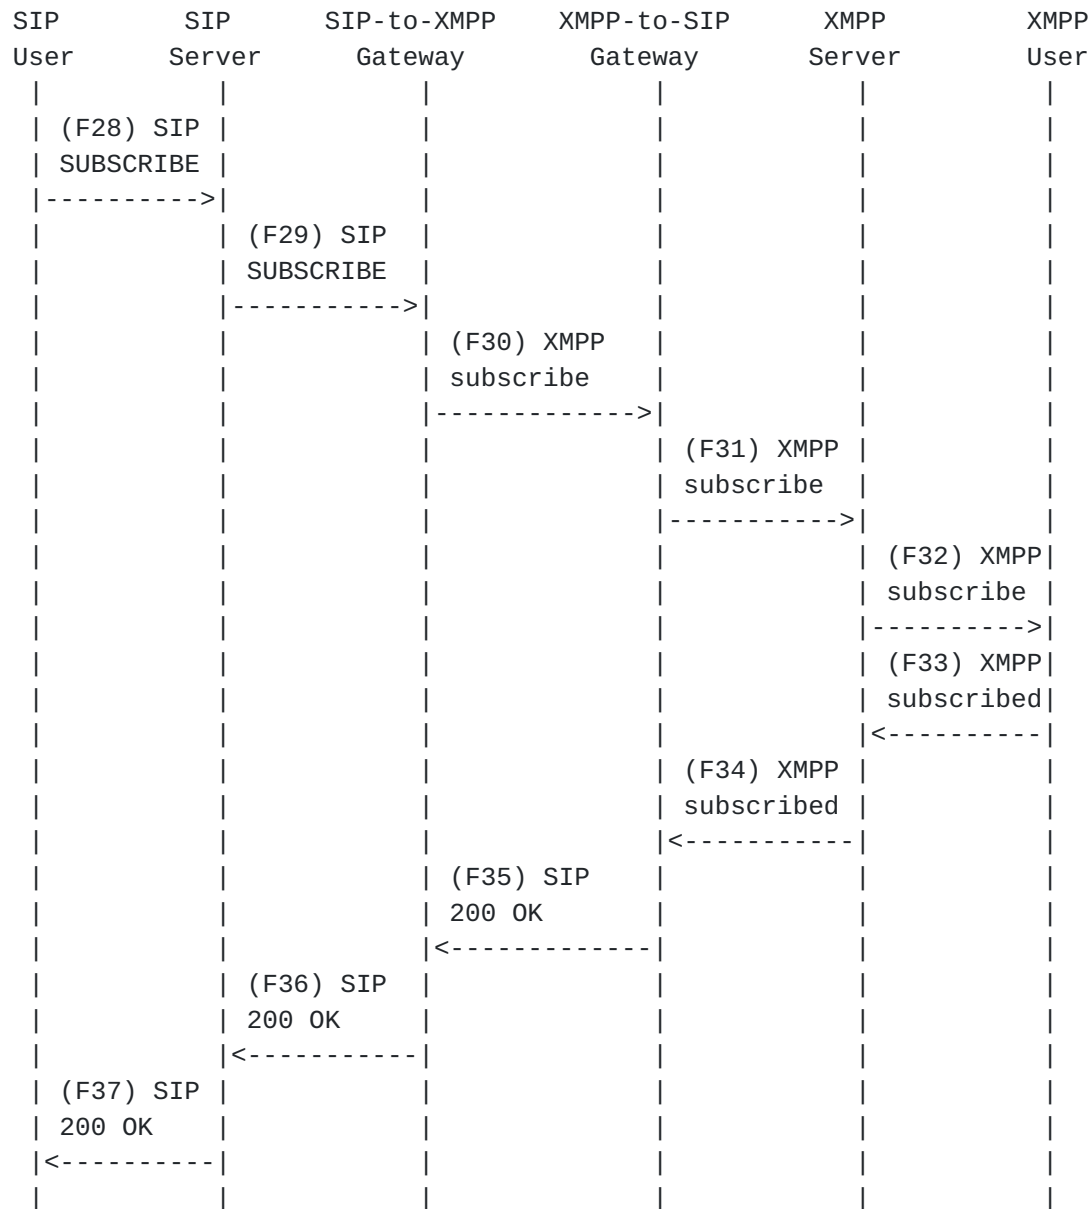 SIP SIP SIP-to-XMPP XMPP-to-SIP XMPP XMPP
User Server Gateway Gateway Server User
(F28) SIP
SUBSCRIBE
(F29) SIP
SUBSCRIBE
(F30) XMPP
subscribe
(F31) XMPP
subscribe
(F32) XMPP
subscribe
(F33) XMPP
subscribed
(F34) XMPP
subscribed
(F35) SIP
200 OK
(F36) SIP
200 OK
(F37) SIP
200 OK